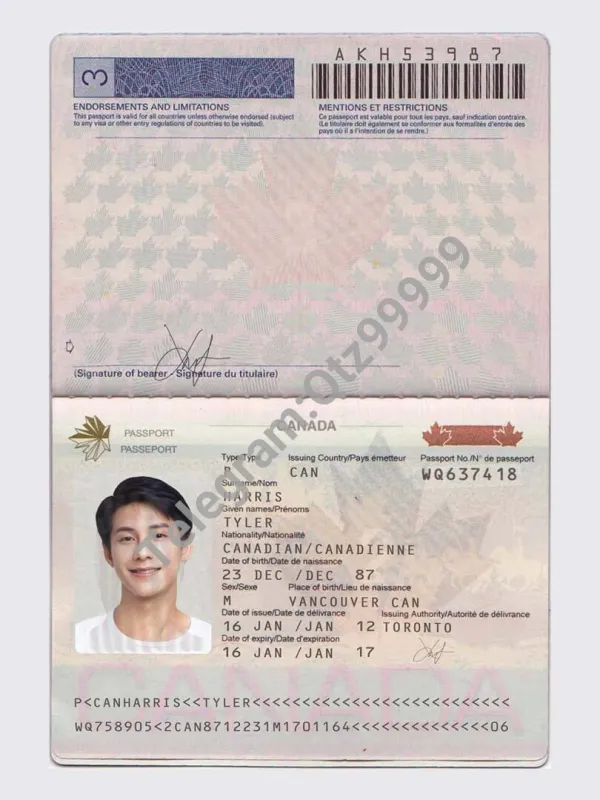 3
AKH53987
ENDORSEMENTS AND LIMITATIONS
This passport is valid for all countries unless otherwise endorsed (subject
to any visa or other entry regulations of countries to be visited).
MENTIONS ET RESTRICTIONS
Ce passeport est valable pour tous les pays, sauf indication contraire.
(Le titulaire doit également se conformer aux formalités d'entrée des
pays où il a l'intention de se rendre.)
(Signature of bearer / Signature du titulaire)
Telegram:Otz99999
CANADA
PASSPORT
PASSEPORT
Type/Type Issuing Country/Pays émetteur Passport No./N° de passeport
P CAN WQ637418
Surname/Nom
HARRIS
Given names/Prénoms
TYLER
Nationality/Nationalité
CANADIAN/CANADIENNE
Date of birth/Date de naissance
23 DEC /DEC 87
Sex/Sexe Place of birth/Lieu de naissance
M VANCOUVER CAN
Date of issue/Date de délivrance Issuing Authority/Autorité de délivrance
16 JAN /JAN 12 TORONTO
Date of expiry/Date d'expiration
16 JAN /JAN 17
CANADA
P<CANHARRIS<<TYLER<<<<<<<<<<<<<<<<<<<<<<<<<<
WQ758905<2CAN8712231M1701164<<<<<<<<<<<<<<06